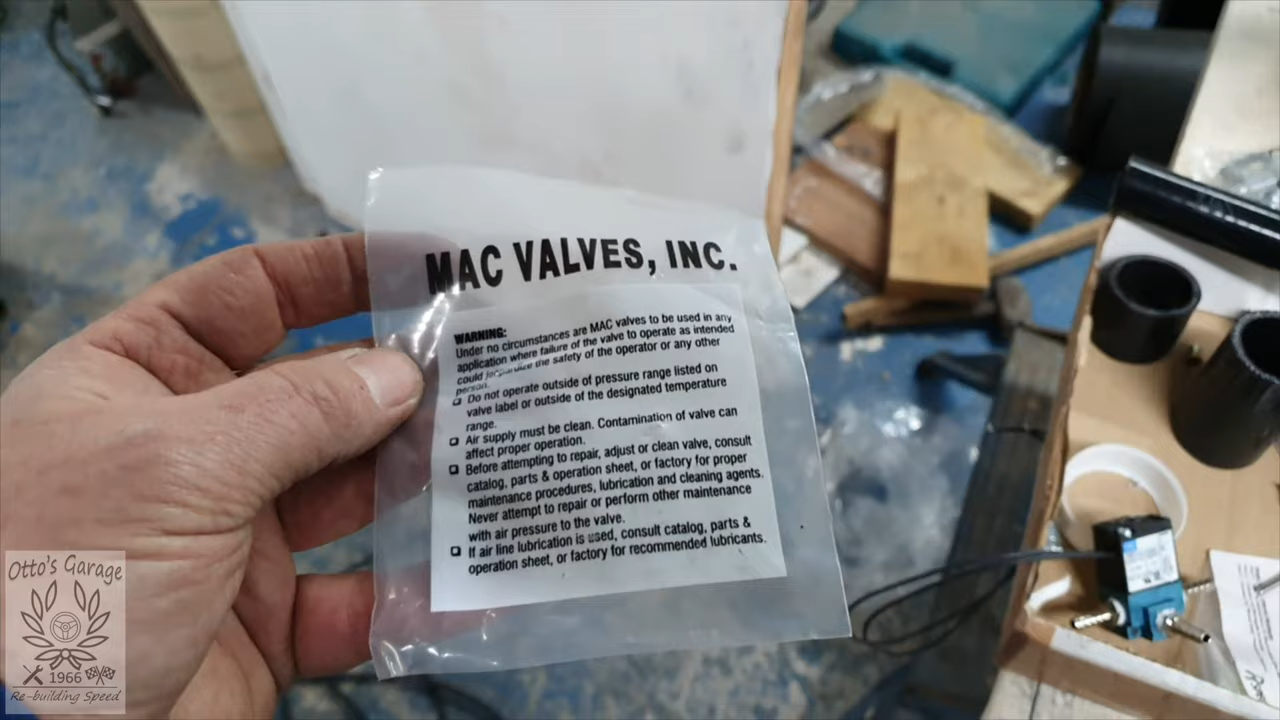 MAC VALVES, INC.
WARNING:
Under no circumstances are MAC valves to be used in any
application where failure of the valve to operate as intended
could jeopardize the safety of the operator or any other
person.
❏ Do not operate outside of pressure range listed on
valve label or outside of the designated temperature
range.
❏ Air supply must be clean. Contamination of valve can
affect proper operation.
❏ Before attempting to repair, adjust or clean valve, consult
catalog, parts & operation sheet, or factory for proper
maintenance procedures, lubrication and cleaning agents.
Never attempt to repair or perform other maintenance
with air pressure to the valve.
❏ If air line lubrication is used, consult catalog, parts &
operation sheet, or factory for recommended lubricants.
Otto's Garage
1966
Re-building Speed